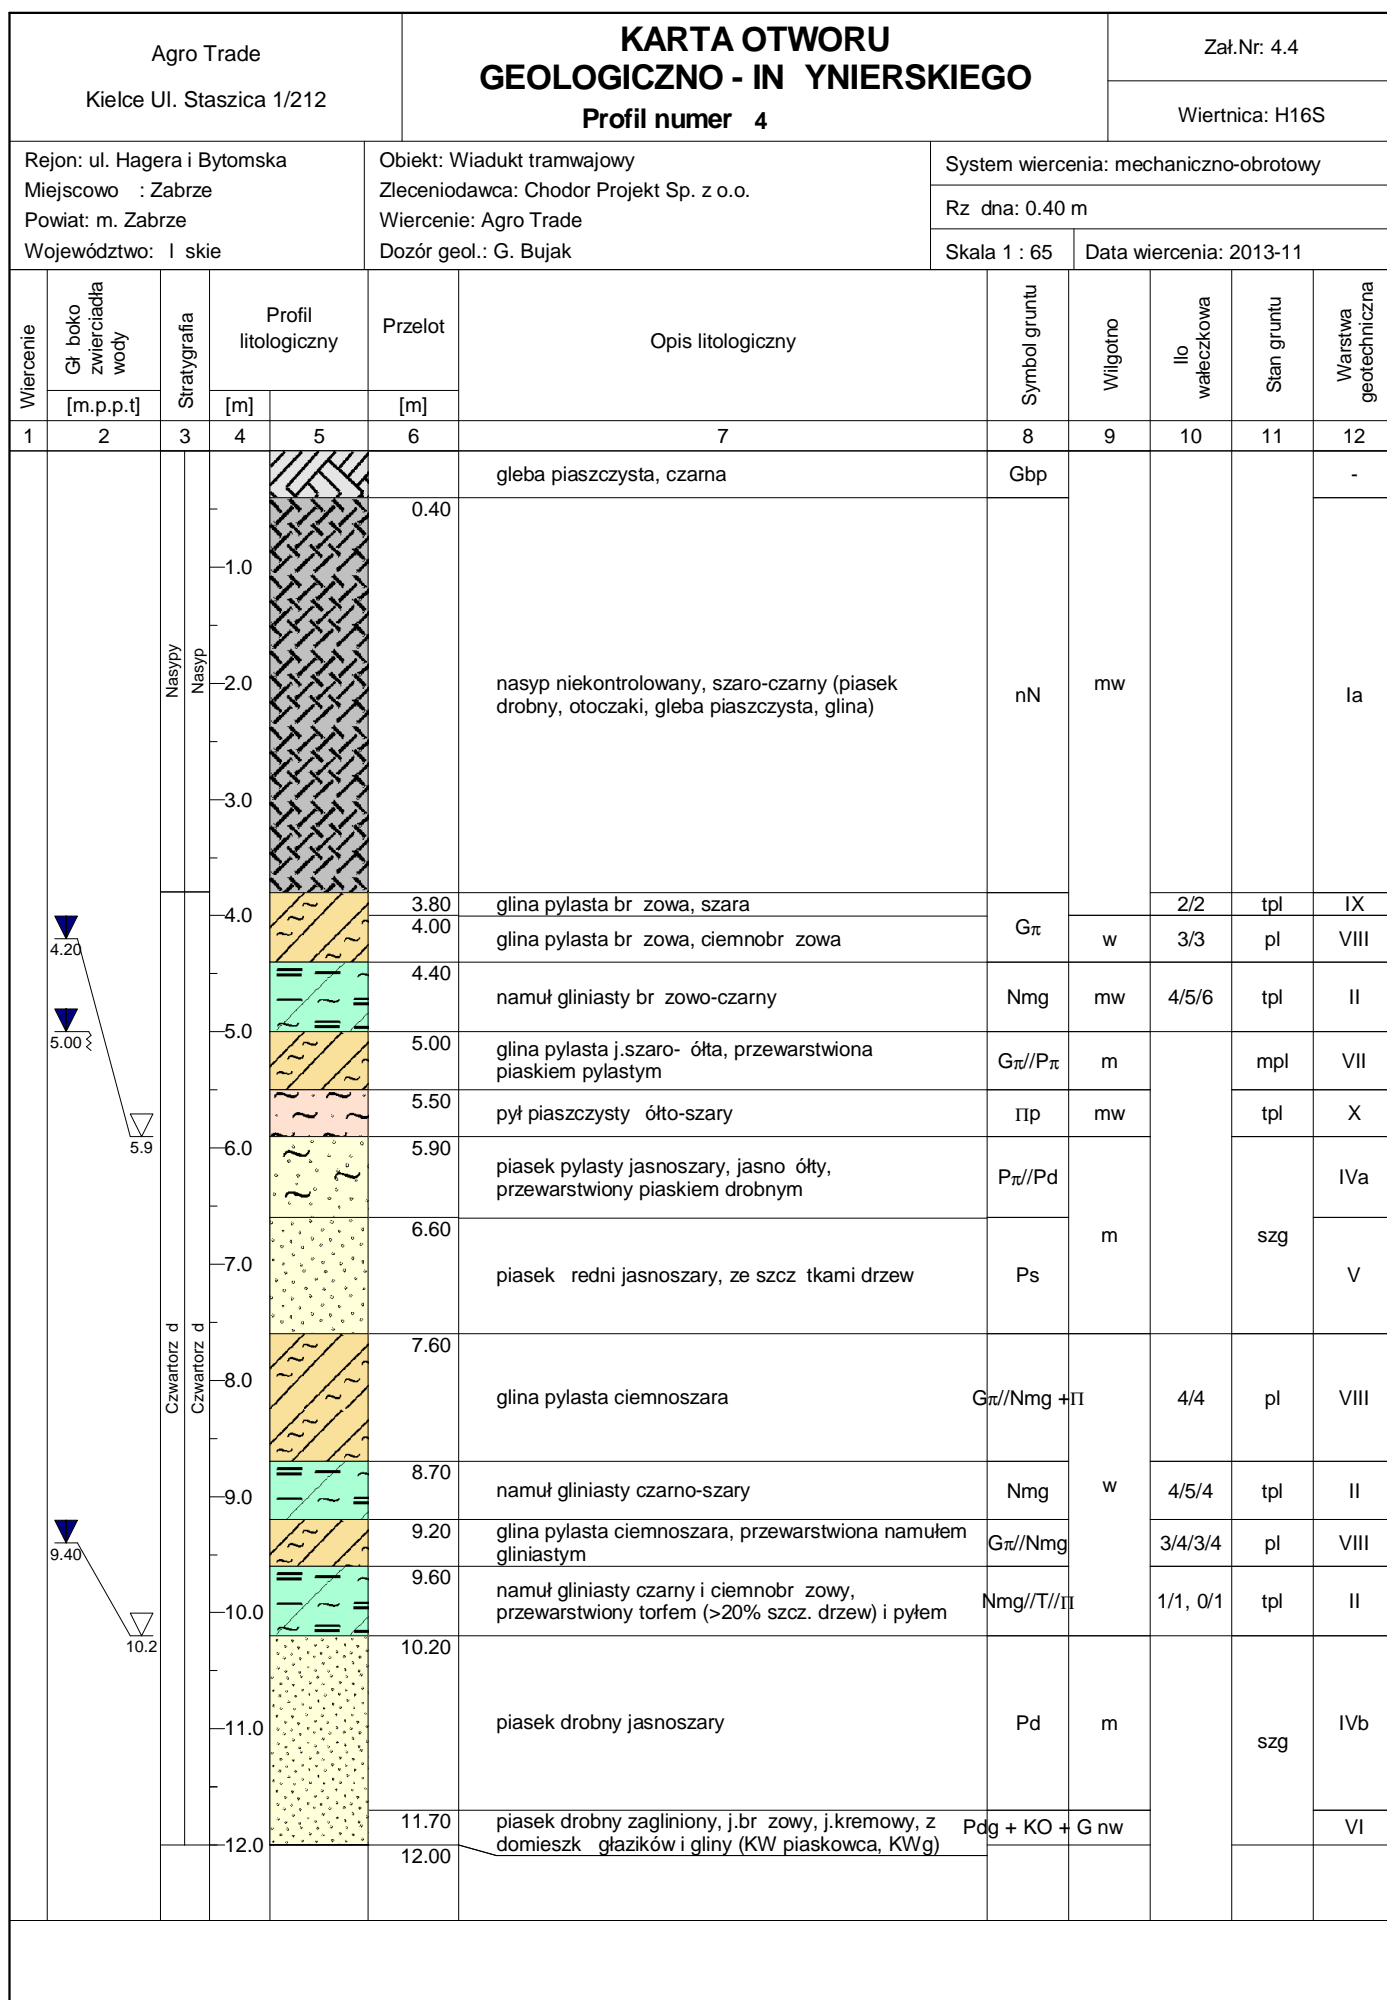 Agro Trade
Kielce Ul. Staszica 1/212
KARTA OTWORU
GEOLOGICZNO - IN YNIERSKIEGO
Profil numer 4
Zał.Nr: 4.4
Wiertnica: H16S
Rejon: ul. Hagera i Bytomska
Miejscowo : Zabrze
Powiat: m. Zabrze
Województwo: l skie
Obiekt: Wiadukt tramwajowy
Zleceniodawca: Chodor Projekt Sp. z o.o.
Wiercenie: Agro Trade
Dozór geol.: G. Bujak
System wiercenia: mechaniczno-obrotowy
Rz dna: 0.40 m
Skala 1 : 65
Data wiercenia: 2013-11
Wiercenie
Gł boko
zwierciadła
wody
[m.p.p.t]
Stratygrafia
Profil
litologiczny
[m]
Przelot
[m]
Opis litologiczny
Symbol gruntu
Wilgotno
Ilo
wałeczkowa
Stan gruntu
Warstwa
geotechniczna
1 2 3 4 5 6 7 8 9 10 11 12
gleba piaszczysta, czarna Gbp -
0.40
1.0
Nasypy
Nasyp
2.0
nasyp niekontrolowany, szaro-czarny (piasek
drobny, otoczaki, gleba piaszczysta, glina)
nN mw Ia
3.0
3.80 glina pylasta br zowa, szara 2/2 tpl IX
4.0
Gπ
4.00 glina pylasta br zowa, ciemnobr zowa w 3/3 pl VIII
4.20
4.40 namuł gliniasty br zowo-czarny Nmg mw 4/5/6 tpl II
5.0
5.00
5.00 glina pylasta j.szaro- ółta, przewarstwiona
piaskiem pylastym
Gπ//Pπ m mpl VII
5.50 pył piaszczysty ółto-szary Πp mw tpl X
5.9
6.0
5.90 piasek pylasty jasnoszary, jasno ółty,
przewarstwiony piaskiem drobnym
Pπ//Pd IVa
6.60
m szg
7.0
piasek redni jasnoszary, ze szcz tkami drzew Ps V
7.60
Czwartorz d
Czwartorz d
8.0
glina pylasta ciemnoszara Gπ//Nmg +Π 4/4 pl VIII
8.70 namuł gliniasty czarno-szary Nmg w 4/5/4 tpl II
9.0
9.20 glina pylasta ciemnoszara, przewarstwiona namułem
gliniastym
Gπ//Nmg 3/4/3/4 pl VIII
9.40
9.60 namuł gliniasty czarny i ciemnobr zowy,
przewarstwiony torfem (>20% szcz. drzew) i pyłem
Nmg//T//Π 1/1, 0/1 tpl II
10.0
10.2
10.20
11.0
piasek drobny jasnoszary Pd m szg IVb
11.70 piasek drobny zagliniony, j.br zowy, j.kremowy, z
domieszk głazików i gliny (KW piaskowca, KWg)
Pdg + KO + G nw VI
12.0
12.00